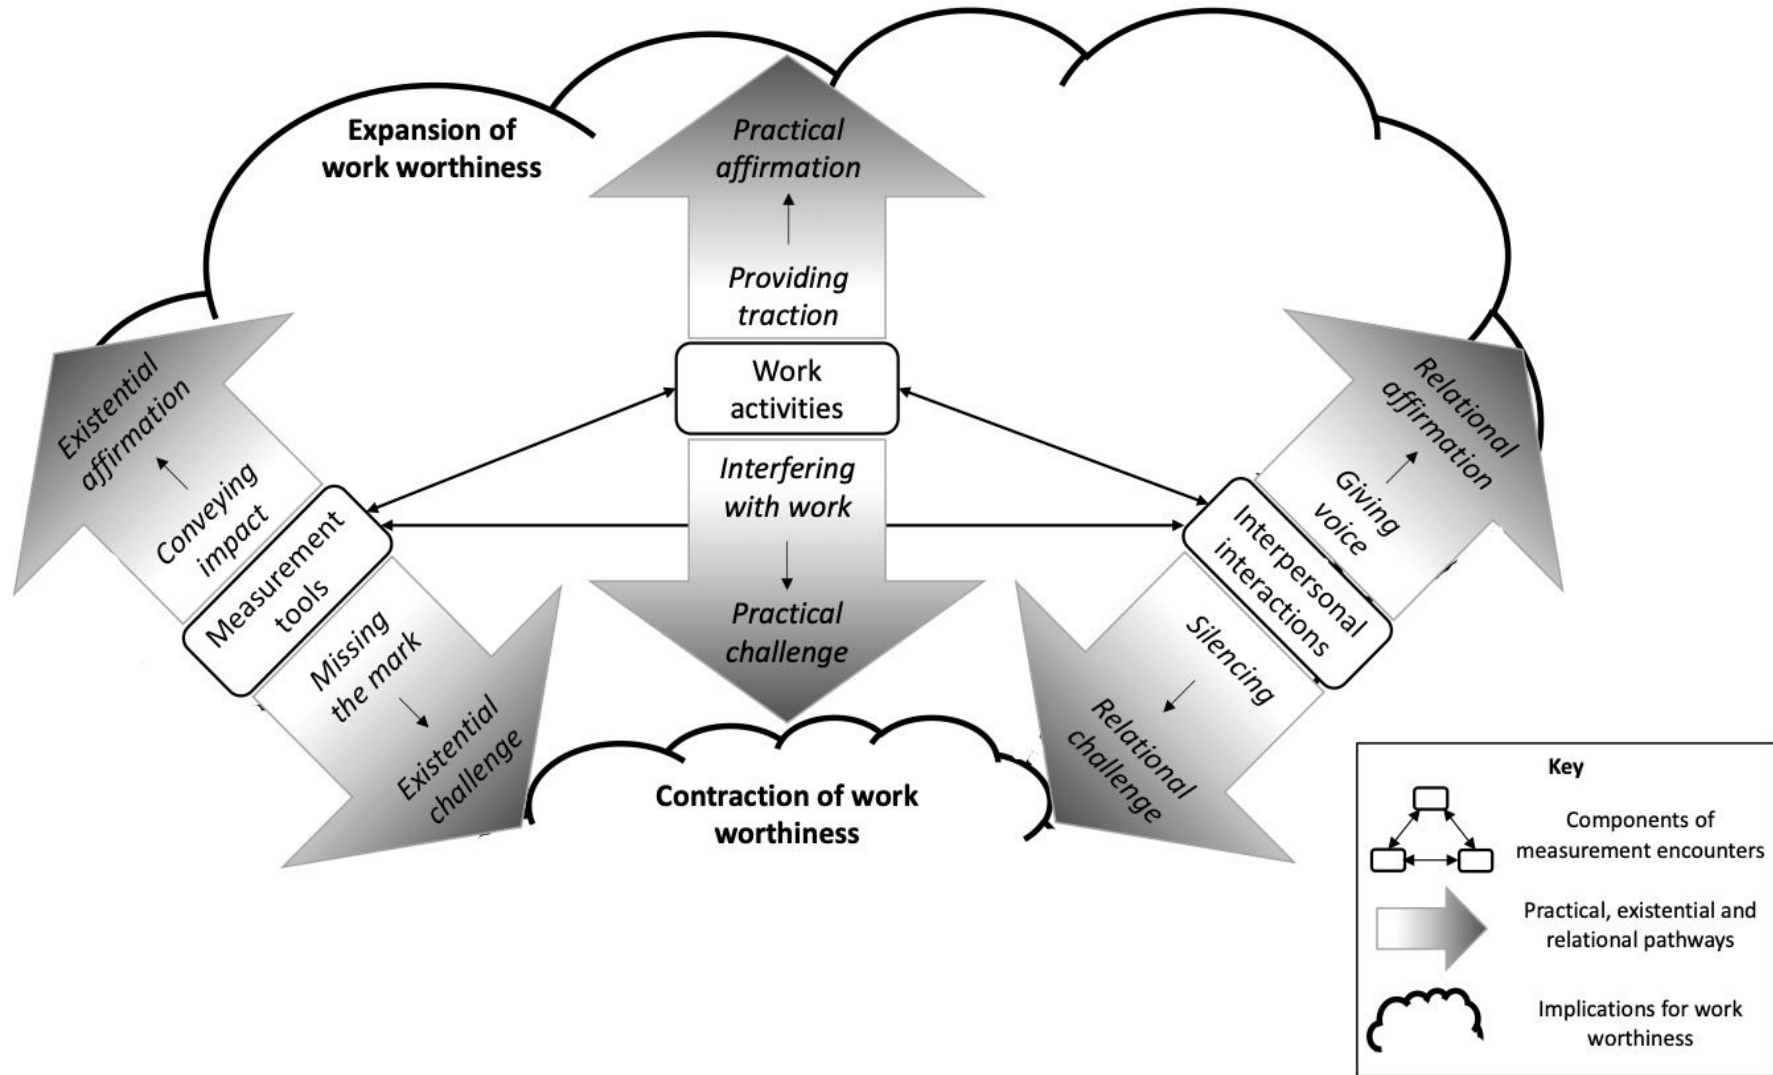 Expansion of
work worthiness
Practical
affirmation
Providing
traction
Work
activities
Interfering
with work
Practical
challenge
Existential
affirmation
Conveying
impact
Measurement
tools
Missing
the mark
Existential
challenge
Relational
affirmation
Giving
voice
Interpersonal
interactions
Silencing
Relational
challenge
Contraction of work
worthiness
Key
Components of
measurement encounters
Practical, existential and
relational pathways
Implications for work
worthiness